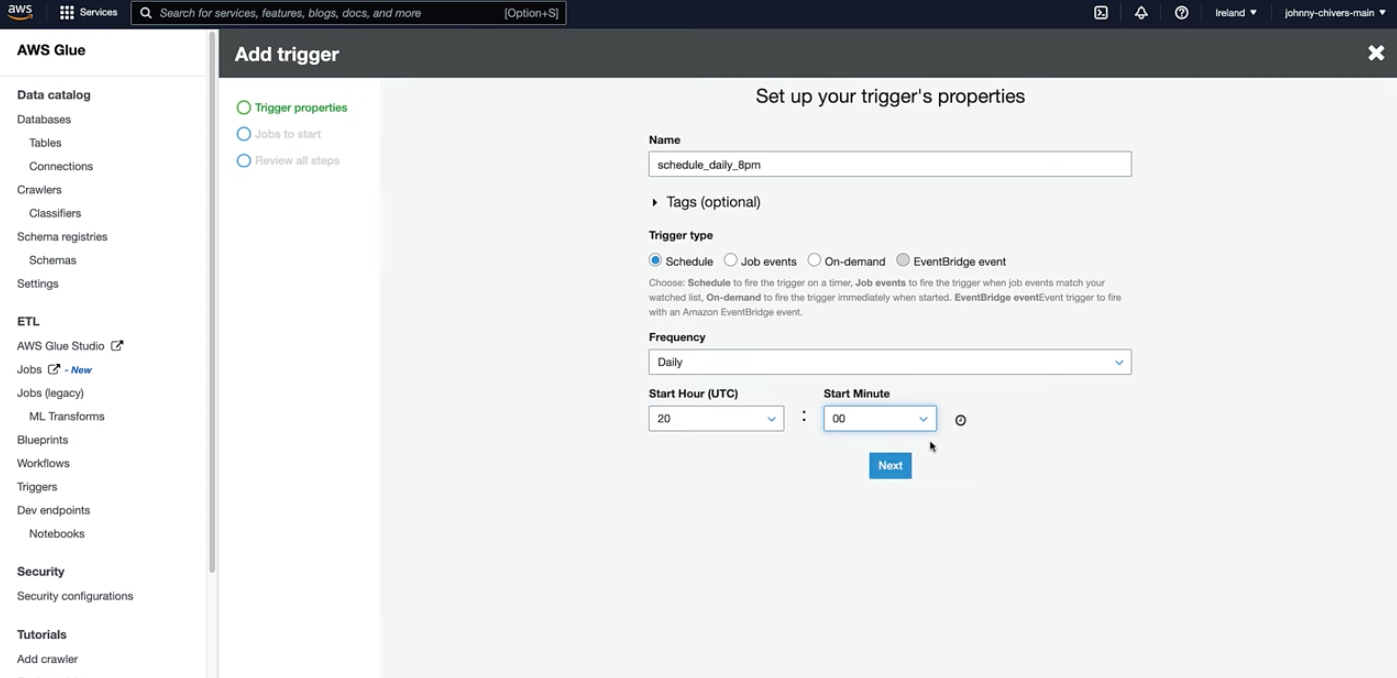 aws
Services
Search for services, features, blogs, docs, and more
[Option+S]
Ireland
johnny-chivers-main
AWS Glue
Data catalog
Databases
Tables
Connections
Crawlers
Classifiers
Schema registries
Schemas
Settings
ETL
AWS Glue Studio
Jobs - New
Jobs (legacy)
ML Transforms
Blueprints
Workflows
Triggers
Dev endpoints
Notebooks
Security
Security configurations
Tutorials
Add crawler
Add trigger
Trigger properties
Jobs to start
Review all steps
Set up your trigger's properties
Name
schedule_daily_8pm
Tags (optional)
Trigger type
Schedule Job events On-demand EventBridge event
Choose: Schedule to fire the trigger on a timer, Job events to fire the trigger when job events match your
watched list, On-demand to fire the trigger immediately when started. EventBridge eventEvent trigger to fire
with an Amazon EventBridge event.
Frequency
Daily
Start Hour (UTC) Start Minute
20 : 00
Next